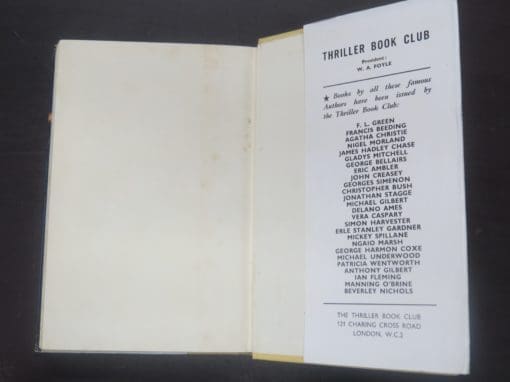 THRILLER BOOK CLUB
President:
W. A. FOYLE
★ Books by all these famous
Authors have been issued by
the Thriller Book Club:
F. L. GREEN
FRANCIS BEEDING
AGATHA CHRISTIE
NIGEL MORLAND
JAMES HADLEY CHASE
GLADYS MITCHELL
GEORGE BELLAIRS
ERIC AMBLER
JOHN CREASEY
GEORGES SIMENON
CHRISTOPHER BUSH
JONATHAN STAGGE
MICHAEL GILBERT
DELANO AMES
VERA CASPARY
SIMON HARVESTER
ERLE STANLEY GARDNER
MICKEY SPILLANE
NGAIO MARSH
GEORGE HARMON COXE
MICHAEL UNDERWOOD
PATRICIA WENTWORTH
ANTHONY GILBERT
IAN FLEMING
MANNING O'BRINE
BEVERLEY NICHOLS
THE THRILLER BOOK CLUB
121 CHARING CROSS ROAD
LONDON, W.C.2